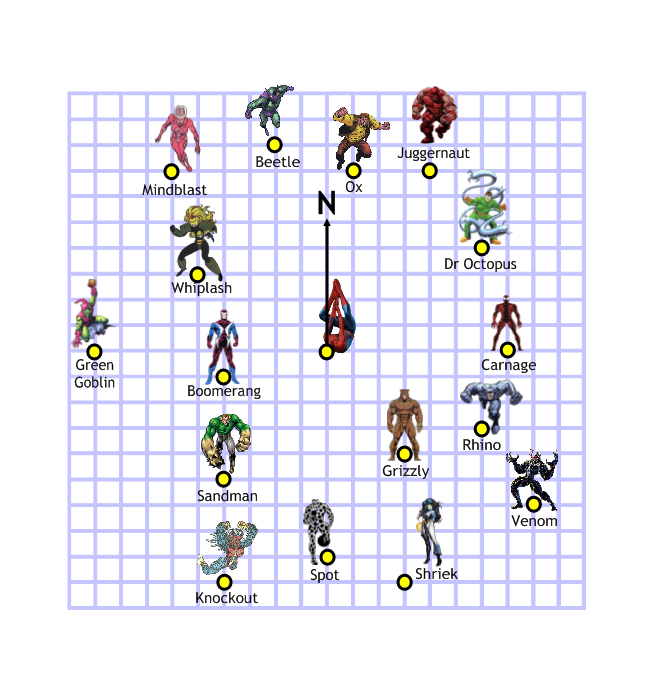 Beetle
Juggernaut
Mindblast
Ox
N
Dr Octopus
Whiplash
Green
Goblin
Carnage
Boomerang
Rhino
Grizzly
Sandman
Venom
Spot
Shriek
Knockout